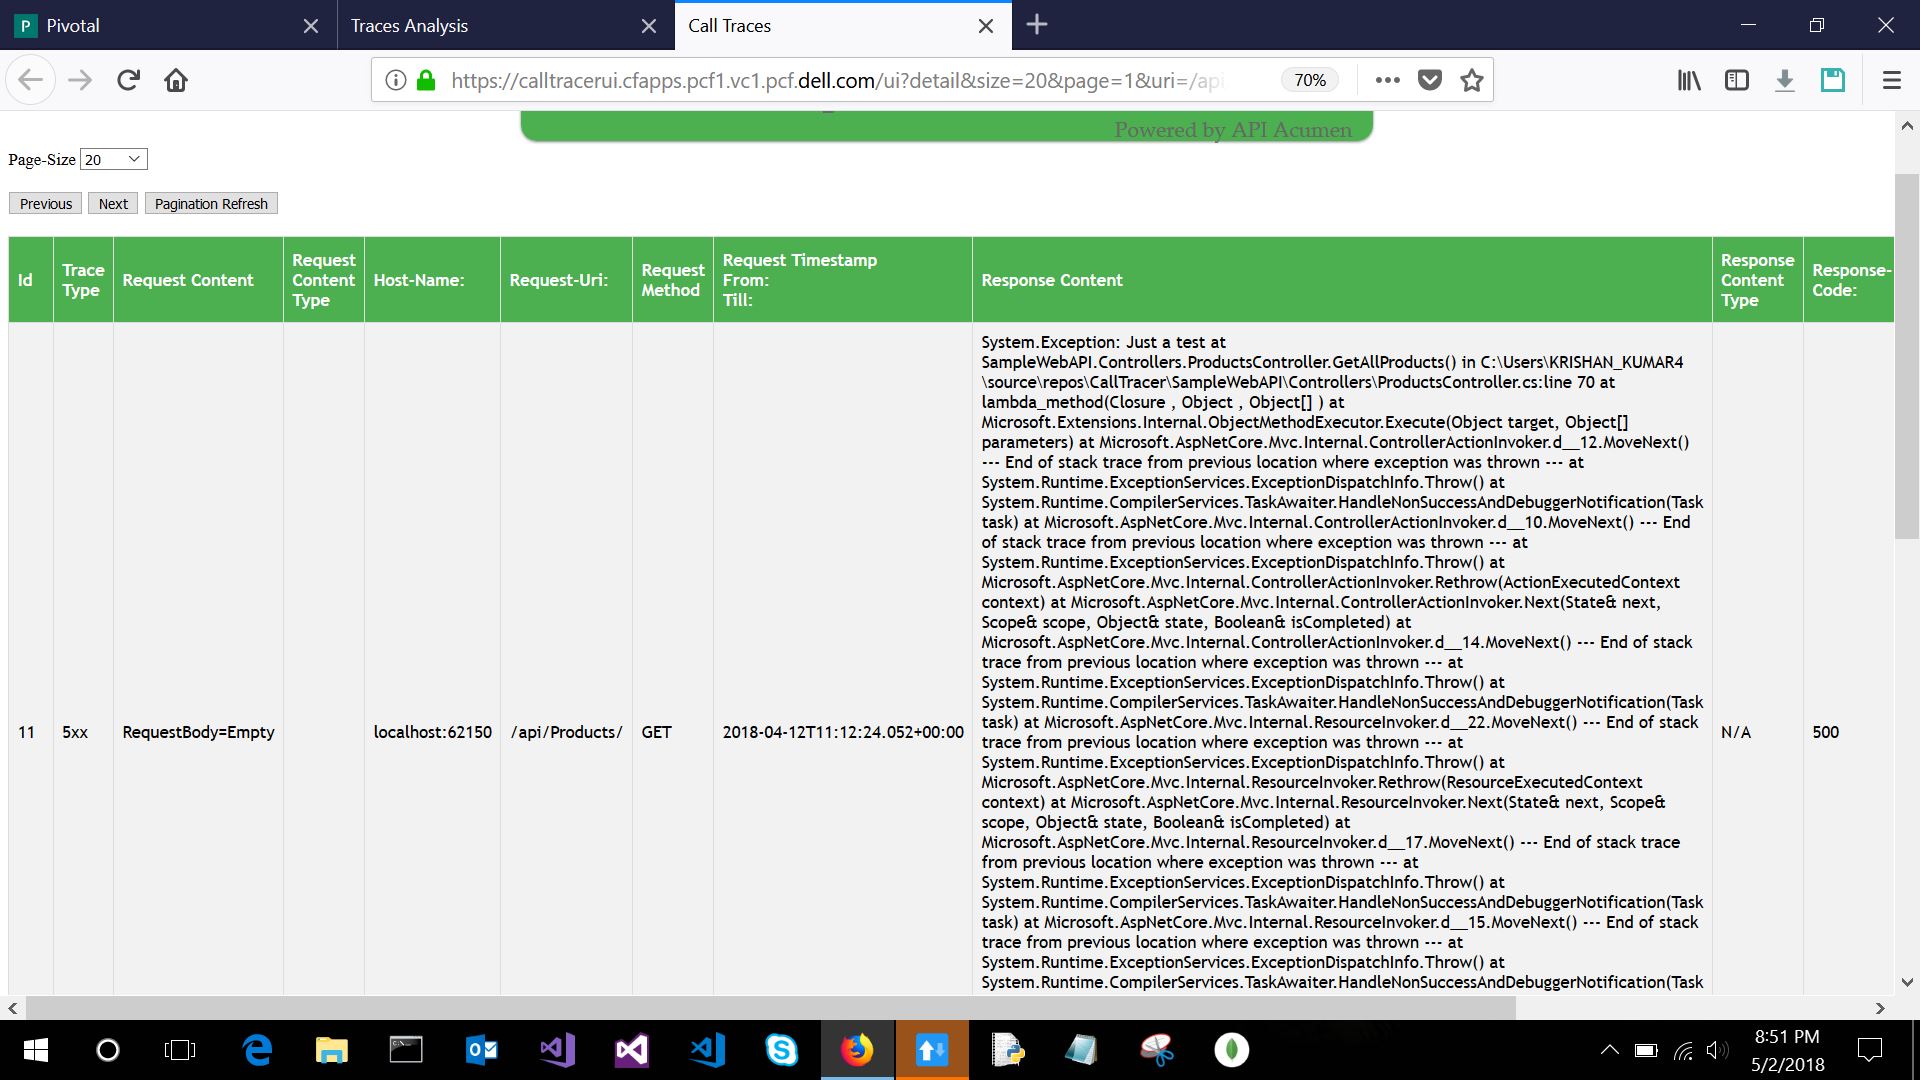 Pivotal
Traces Analysis
Call Traces
https://calltracerui.cfapps.pcf1.vc1.pcf.dell.com/ui?detail&size=20&page=1&uri=/api
70%
Powered by API Acumen
Page-Size 20
Previous Next Pagination Refresh
Id
Trace
Type
Request Content
Request
Content
Type
Host-Name:
Request-Uri:
Request
Method
Request Timestamp
From:
Till:
Response Content
Response
Content
Type
Response-
Code:
11
5xx
RequestBody=Empty
localhost:62150
/api/Products/
GET
2018-04-12T11:12:24.052+00:00
System.Exception: Just a test at
SampleWebAPI.Controllers.ProductsController.GetAllProducts() in C:\Users\KRISHAN_KUMAR4
\source\repos\CallTracer\SampleWebAPI\Controllers\ProductsController.cs:line 70 at
lambda_method(Closure , Object , Object[] ) at
Microsoft.Extensions.Internal.ObjectMethodExecutor.Execute(Object target, Object[]
parameters) at Microsoft.AspNetCore.Mvc.Internal.ControllerActionInvoker.d__12.MoveNext()
--- End of stack trace from previous location where exception was thrown --- at
System.Runtime.ExceptionServices.ExceptionDispatchInfo.Throw() at
System.Runtime.CompilerServices.TaskAwaiter.HandleNonSuccessAndDebuggerNotification(Task
task) at Microsoft.AspNetCore.Mvc.Internal.ControllerActionInvoker.d__10.MoveNext() --- End
of stack trace from previous location where exception was thrown --- at
System.Runtime.ExceptionServices.ExceptionDispatchInfo.Throw() at
Microsoft.AspNetCore.Mvc.Internal.ControllerActionInvoker.Rethrow(ActionExecutedContext
context) at Microsoft.AspNetCore.Mvc.Internal.ControllerActionInvoker.Next(State& next,
Scope& scope, Object& state, Boolean& isCompleted) at
Microsoft.AspNetCore.Mvc.Internal.ControllerActionInvoker.d__14.MoveNext() --- End of stack
trace from previous location where exception was thrown --- at
System.Runtime.ExceptionServices.ExceptionDispatchInfo.Throw() at
System.Runtime.CompilerServices.TaskAwaiter.HandleNonSuccessAndDebuggerNotification(Task
task) at Microsoft.AspNetCore.Mvc.Internal.ResourceInvoker.d__22.MoveNext() --- End of stack
trace from previous location where exception was thrown --- at
System.Runtime.ExceptionServices.ExceptionDispatchInfo.Throw() at
Microsoft.AspNetCore.Mvc.Internal.ResourceInvoker.Rethrow(ResourceExecutedContext
context) at Microsoft.AspNetCore.Mvc.Internal.ResourceInvoker.Next(State& next, Scope&
scope, Object& state, Boolean& isCompleted) at
Microsoft.AspNetCore.Mvc.Internal.ResourceInvoker.d__17.MoveNext() --- End of stack trace
from previous location where exception was thrown --- at
System.Runtime.ExceptionServices.ExceptionDispatchInfo.Throw() at
System.Runtime.CompilerServices.TaskAwaiter.HandleNonSuccessAndDebuggerNotification(Task
task) at Microsoft.AspNetCore.Mvc.Internal.ResourceInvoker.d__15.MoveNext() --- End of stack
trace from previous location where exception was thrown --- at
System.Runtime.ExceptionServices.ExceptionDispatchInfo.Throw() at
System.Runtime.CompilerServices.TaskAwaiter.HandleNonSuccessAndDebuggerNotification(Task
N/A
500
8:51 PM
5/2/2018